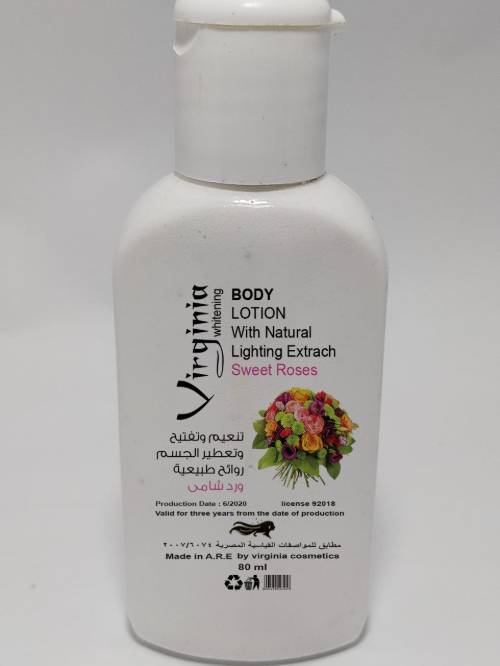 Virginia
whitening
BODY
LOTION
With Natural
Lighting Extrach
Sweet Roses
تنعيم وتفتيح
وتعطير الجسم
روائح طبيعية
ورد شامى
Production Date : 6/2020 license 92018
Valid for three years from the date of production
مطابق للمواصفات القياسية المصرية ٢٠٠٧/٦٠٧٤
Made in A.R.E by virginia cosmetics
80 ml